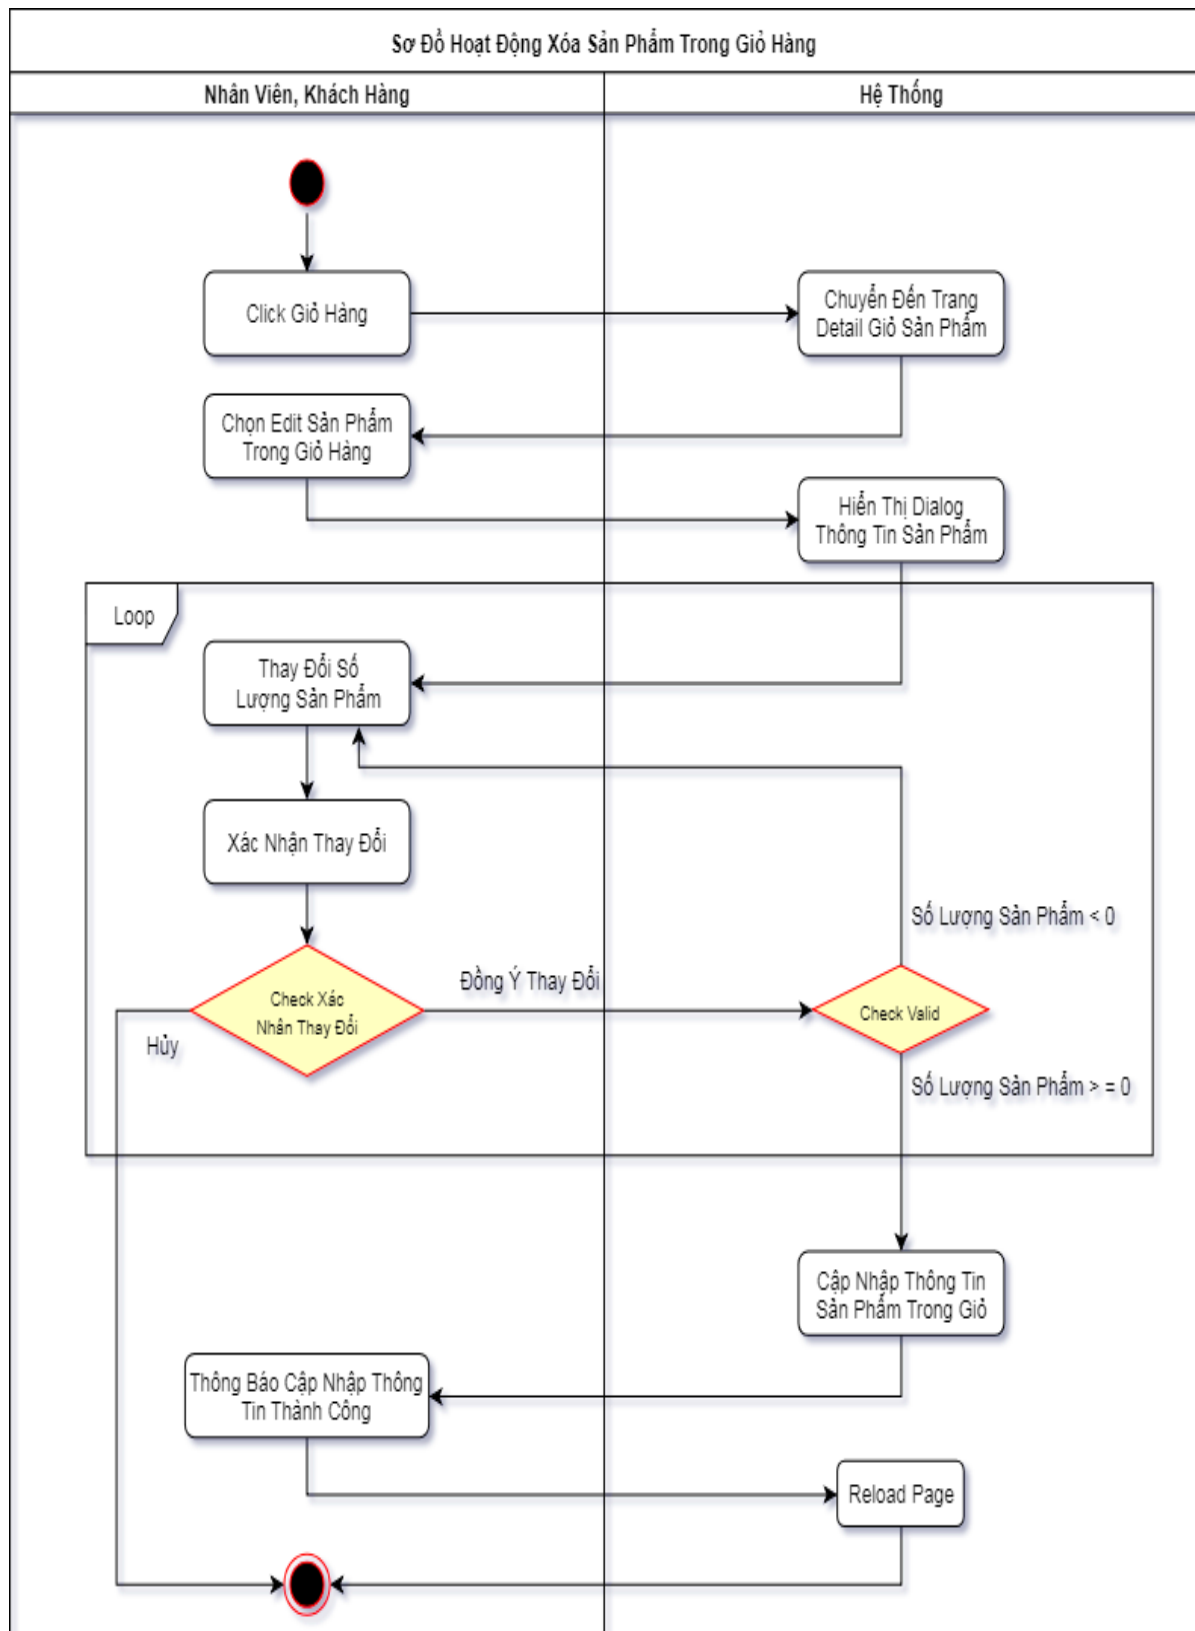 Sơ Đồ Hoạt Động Xóa Sản Phẩm Trong Giỏ Hàng
Nhân Viên, Khách Hàng
Hệ Thống
Click Giỏ Hàng
Chuyển Đến Trang
Detail Giỏ Sản Phẩm
Chọn Edit Sản Phẩm
Trong Giỏ Hàng
Hiển Thị Dialog
Thông Tin Sản Phẩm
Loop
Thay Đổi Số
Lượng Sản Phẩm
Xác Nhận Thay Đổi
Số Lượng Sản Phẩm < 0
Đồng Ý Thay Đổi
Check Xác
Nhân Thay Đổi
Check Valid
Hủy
Số Lượng Sản Phẩm > = 0
Cập Nhập Thông Tin
Sản Phẩm Trong Giỏ
Thông Báo Cập Nhập Thông
Tin Thành Công
Reload Page